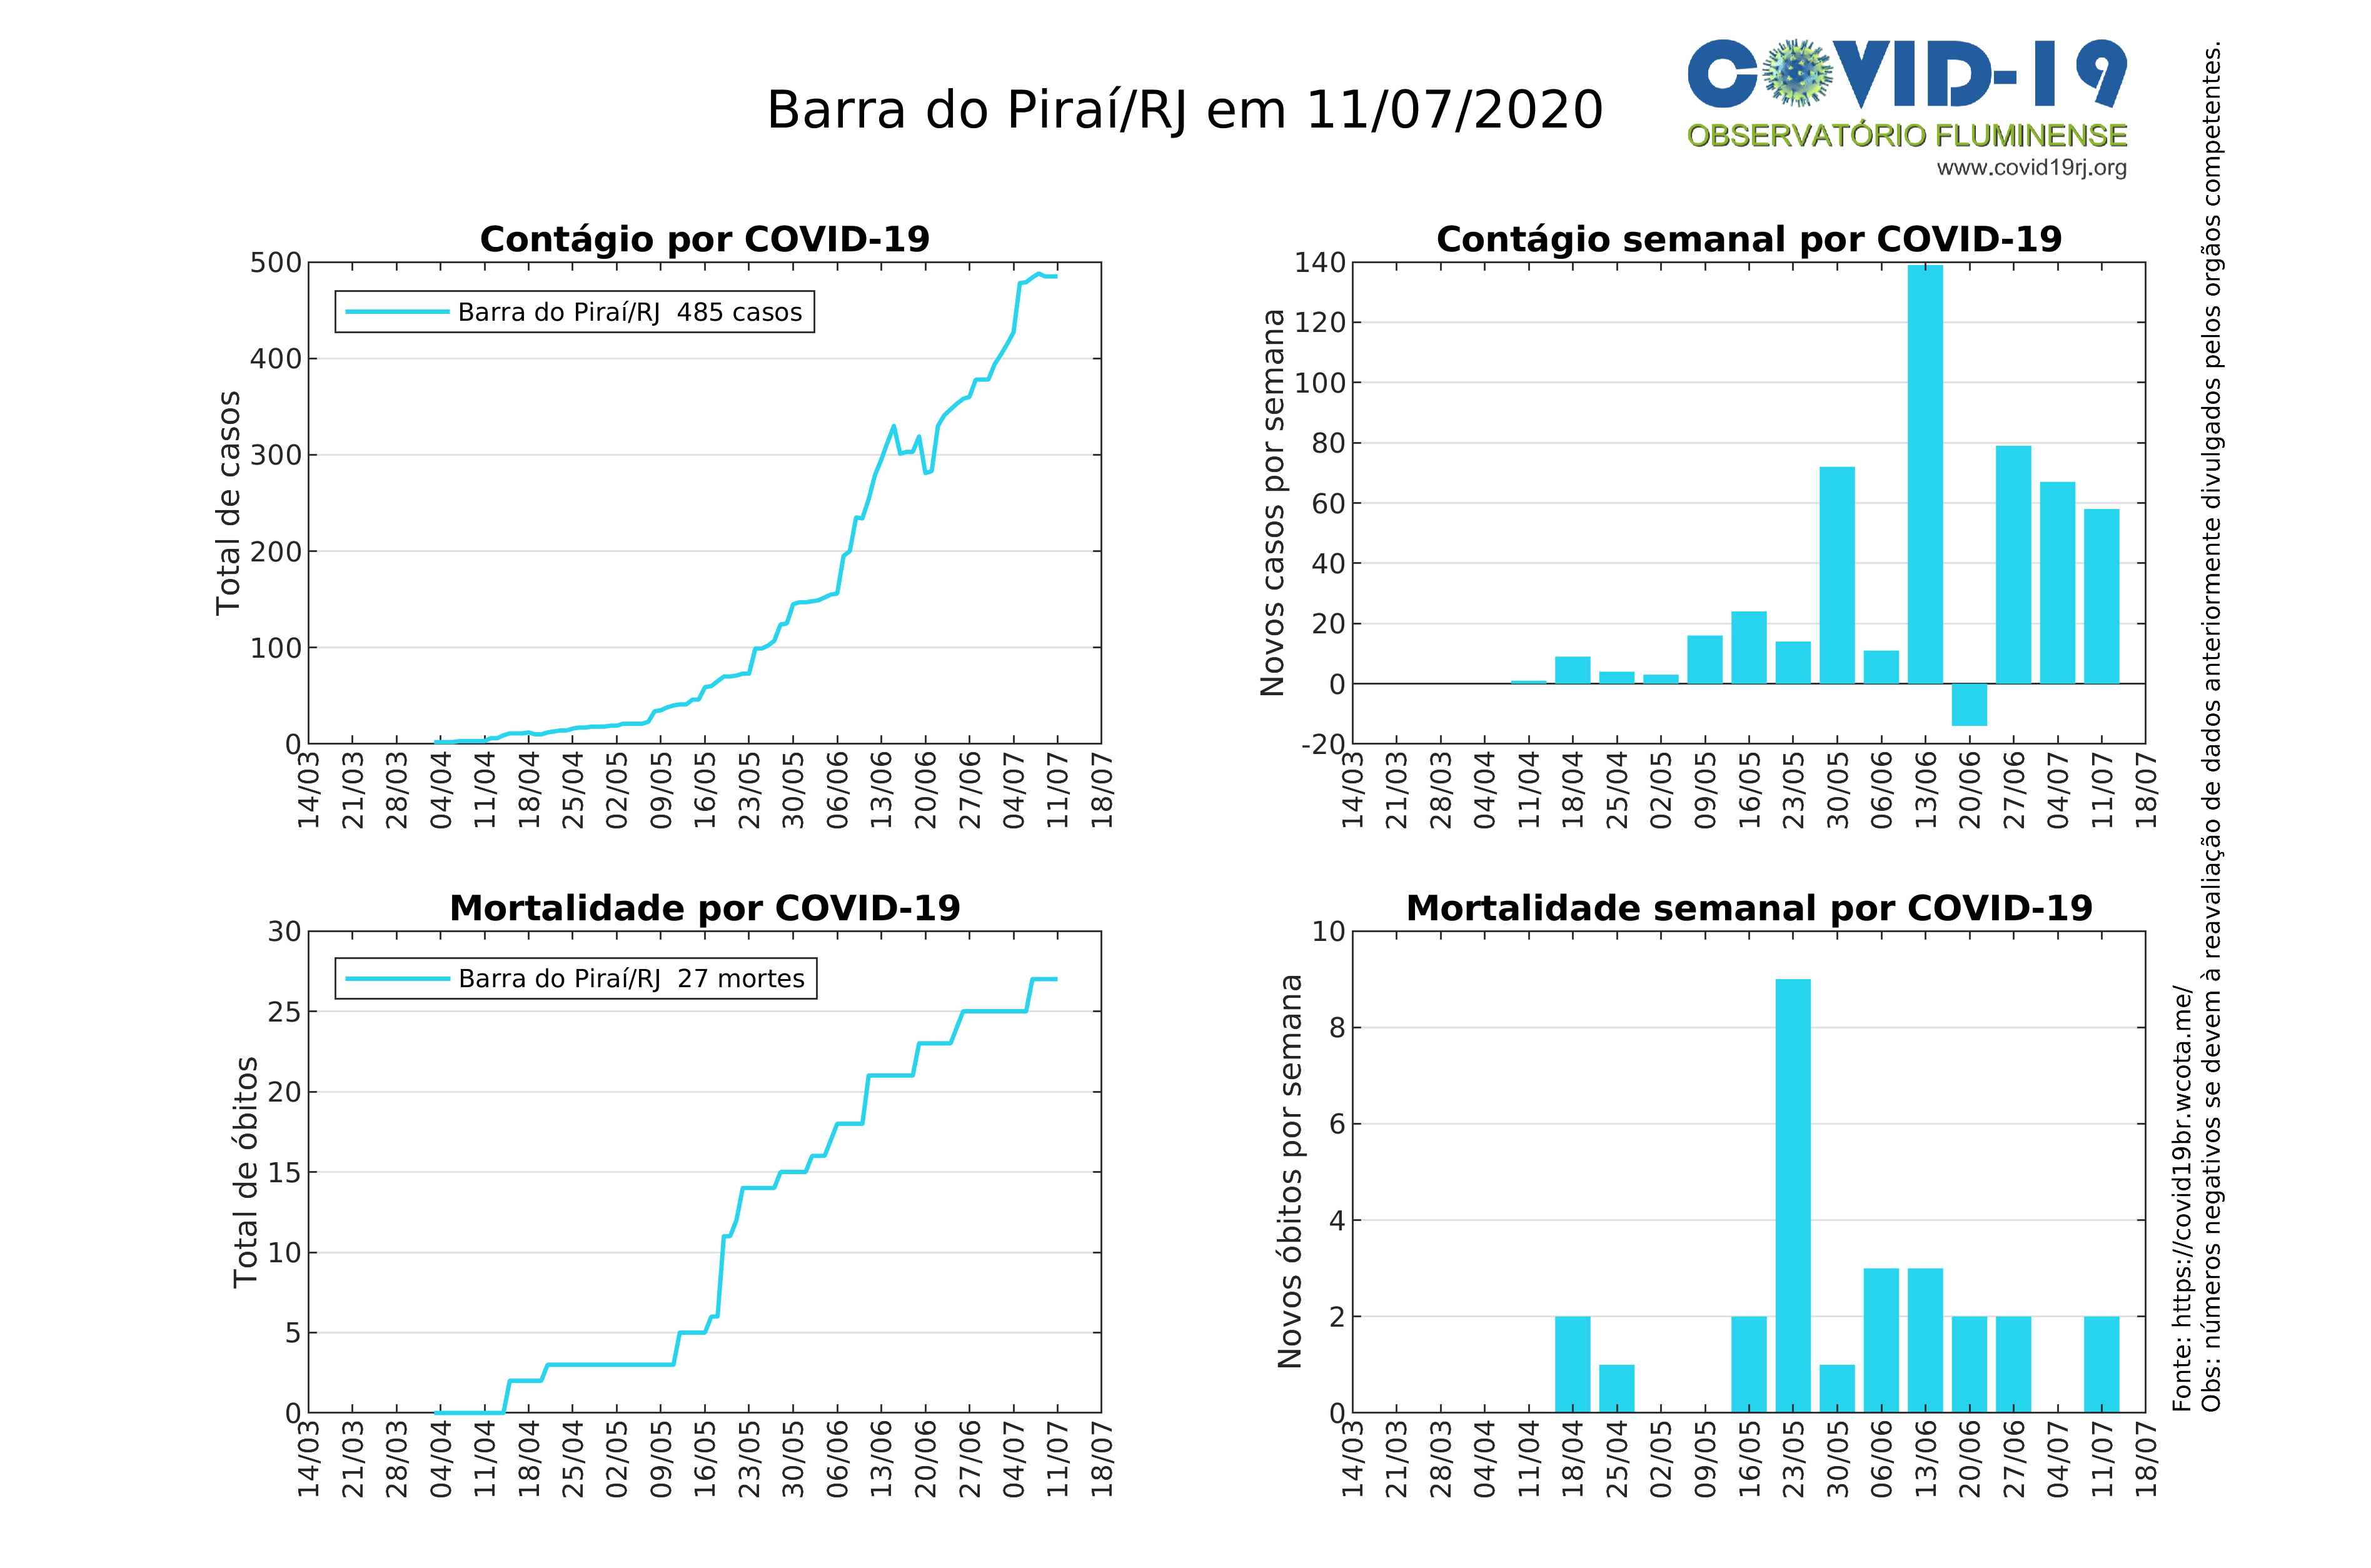 Barra do Piraí/RJ em 11/07/2020
COVID-19
OBSERVATÓRIO FLUMINENSE
www.covid19rj.org
Contágio por COVID-19
Total de casos
500
400
300
200
100
0
Barra do Piraí/RJ 485 casos
14/03 21/03 28/03 04/04 11/04 18/04 25/04 02/05 09/05 16/05 23/05 30/05 06/06 13/06 20/06 27/06 04/07 11/07 18/07
Contágio semanal por COVID-19
Novos casos por semana
140
120
100
80
60
40
20
0
-20
14/03 21/03 28/03 04/04 11/04 18/04 25/04 02/05 09/05 16/05 23/05 30/05 06/06 13/06 20/06 27/06 04/07 11/07 18/07
Mortalidade por COVID-19
Total de óbitos
30
25
20
15
10
5
0
Barra do Piraí/RJ 27 mortes
14/03 21/03 28/03 04/04 11/04 18/04 25/04 02/05 09/05 16/05 23/05 30/05 06/06 13/06 20/06 27/06 04/07 11/07 18/07
Mortalidade semanal por COVID-19
Novos óbitos por semana
10
8
6
4
2
0
14/03 21/03 28/03 04/04 11/04 18/04 25/04 02/05 09/05 16/05 23/05 30/05 06/06 13/06 20/06 27/06 04/07 11/07 18/07
Fonte: https://covid19br.wcota.me/
Obs: números negativos se devem à reavaliação de dados anteriormente divulgados pelos orgãos competentes.